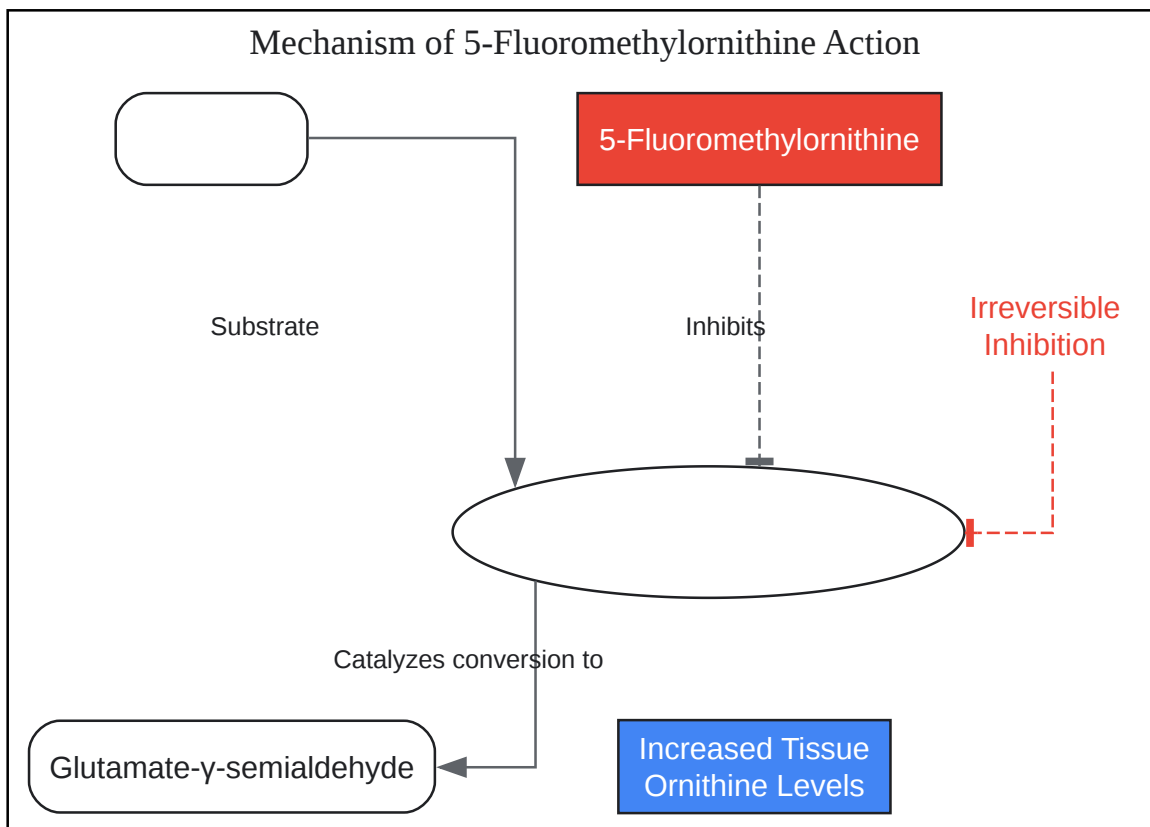 Mechanism of 5-Fluoromethylornithine Action
5-Fluoromethylornithine
Substrate
Inhibits
Irreversible
Inhibition
Catalyzes conversion to
Glutamate-γ-semialdehyde
Increased Tissue
Ornithine Levels